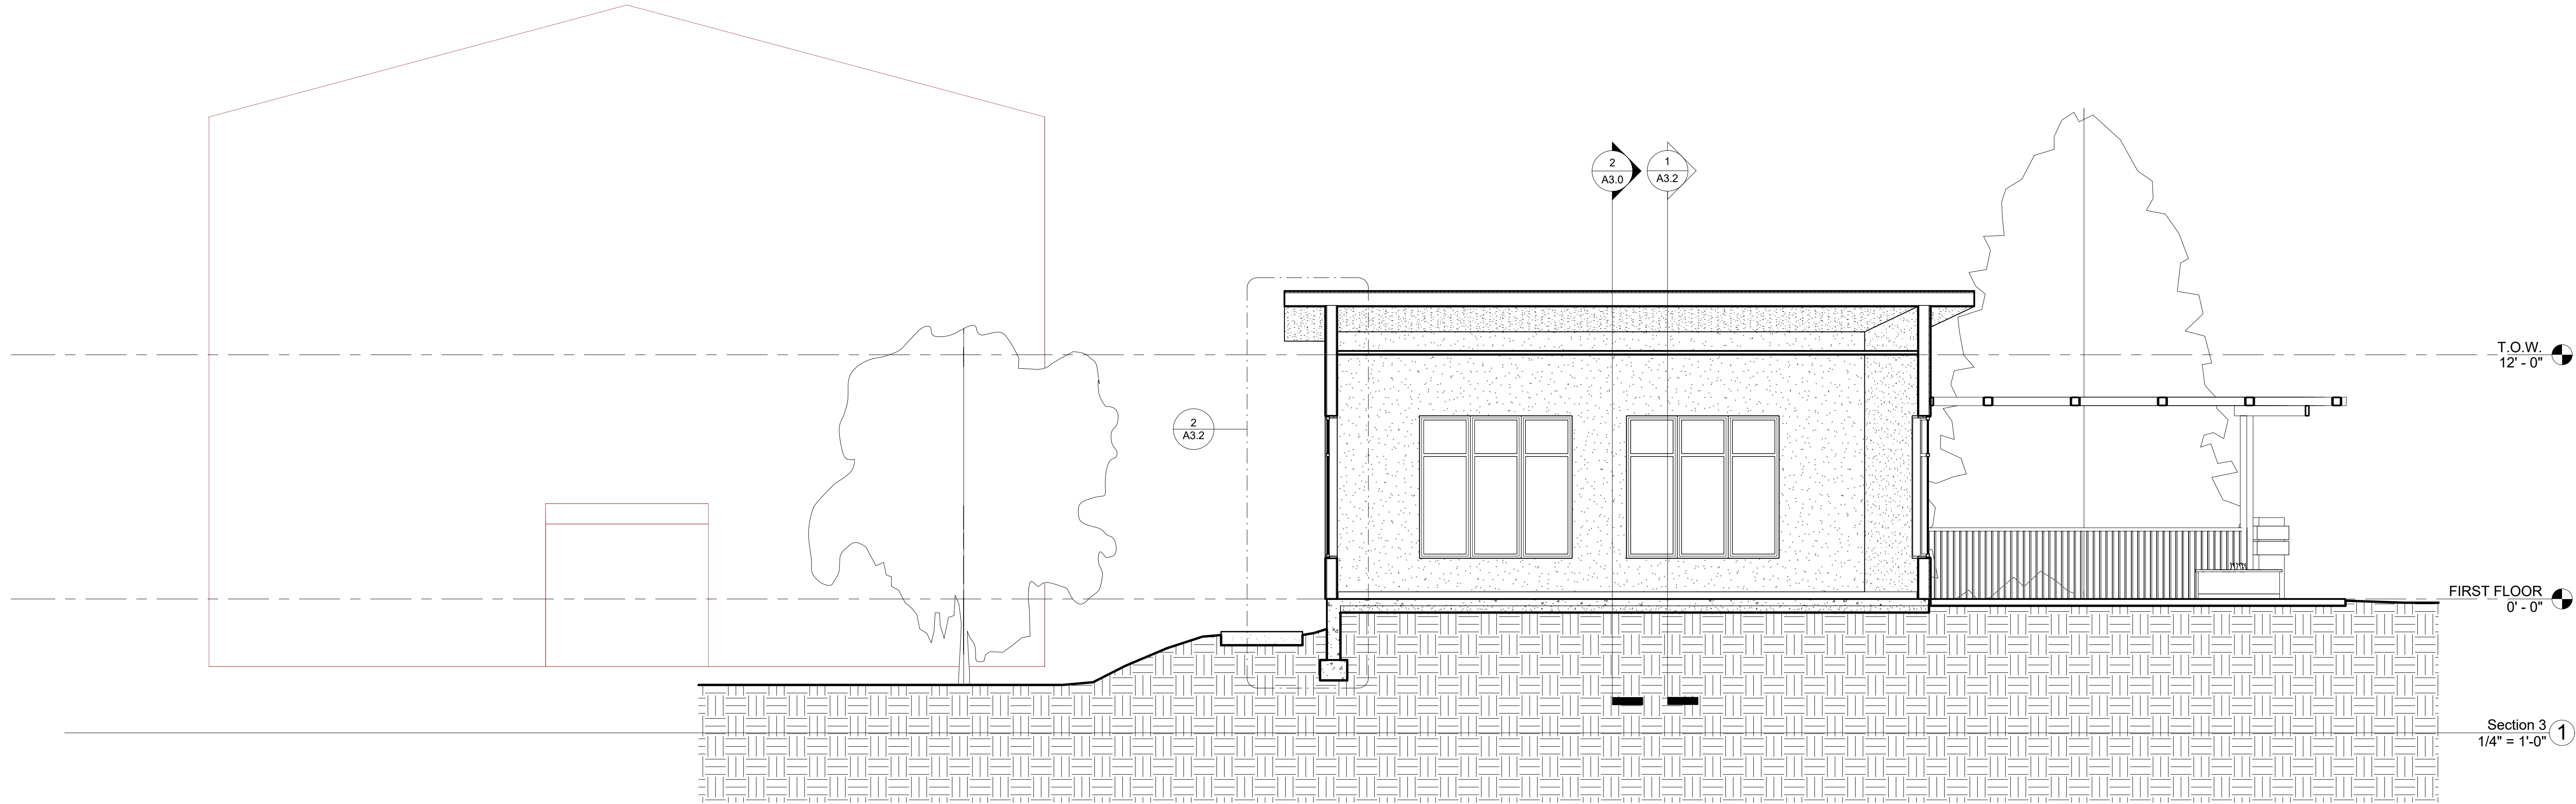 2
A3.0
1
A3.2
T.O.W.
12' - 0"
2
A3.2
FIRST FLOOR
0' - 0"
Section 3
1/4" = 1'-0"
1